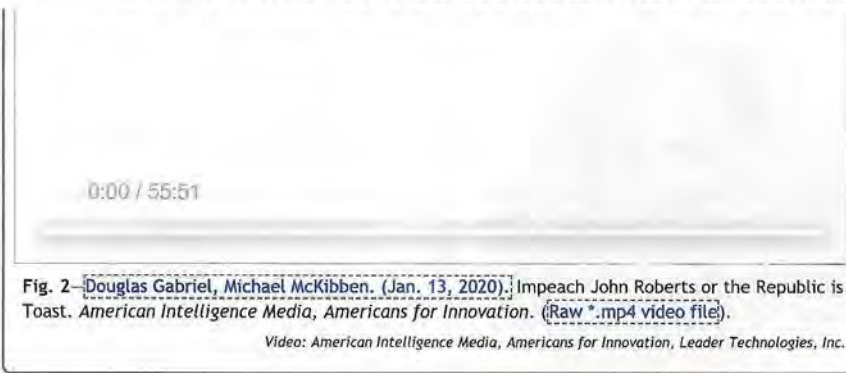 0:00 / 55:51
Fig. 2—Douglas Gabriel, Michael McKibben. (Jan. 13, 2020). Impeach John Roberts or the Republic is
Toast. American Intelligence Media, Americans for Innovation. (Raw *.mp4 video file).
Video: American Intelligence Media, Americans for Innovation, Leader Technologies, Inc.